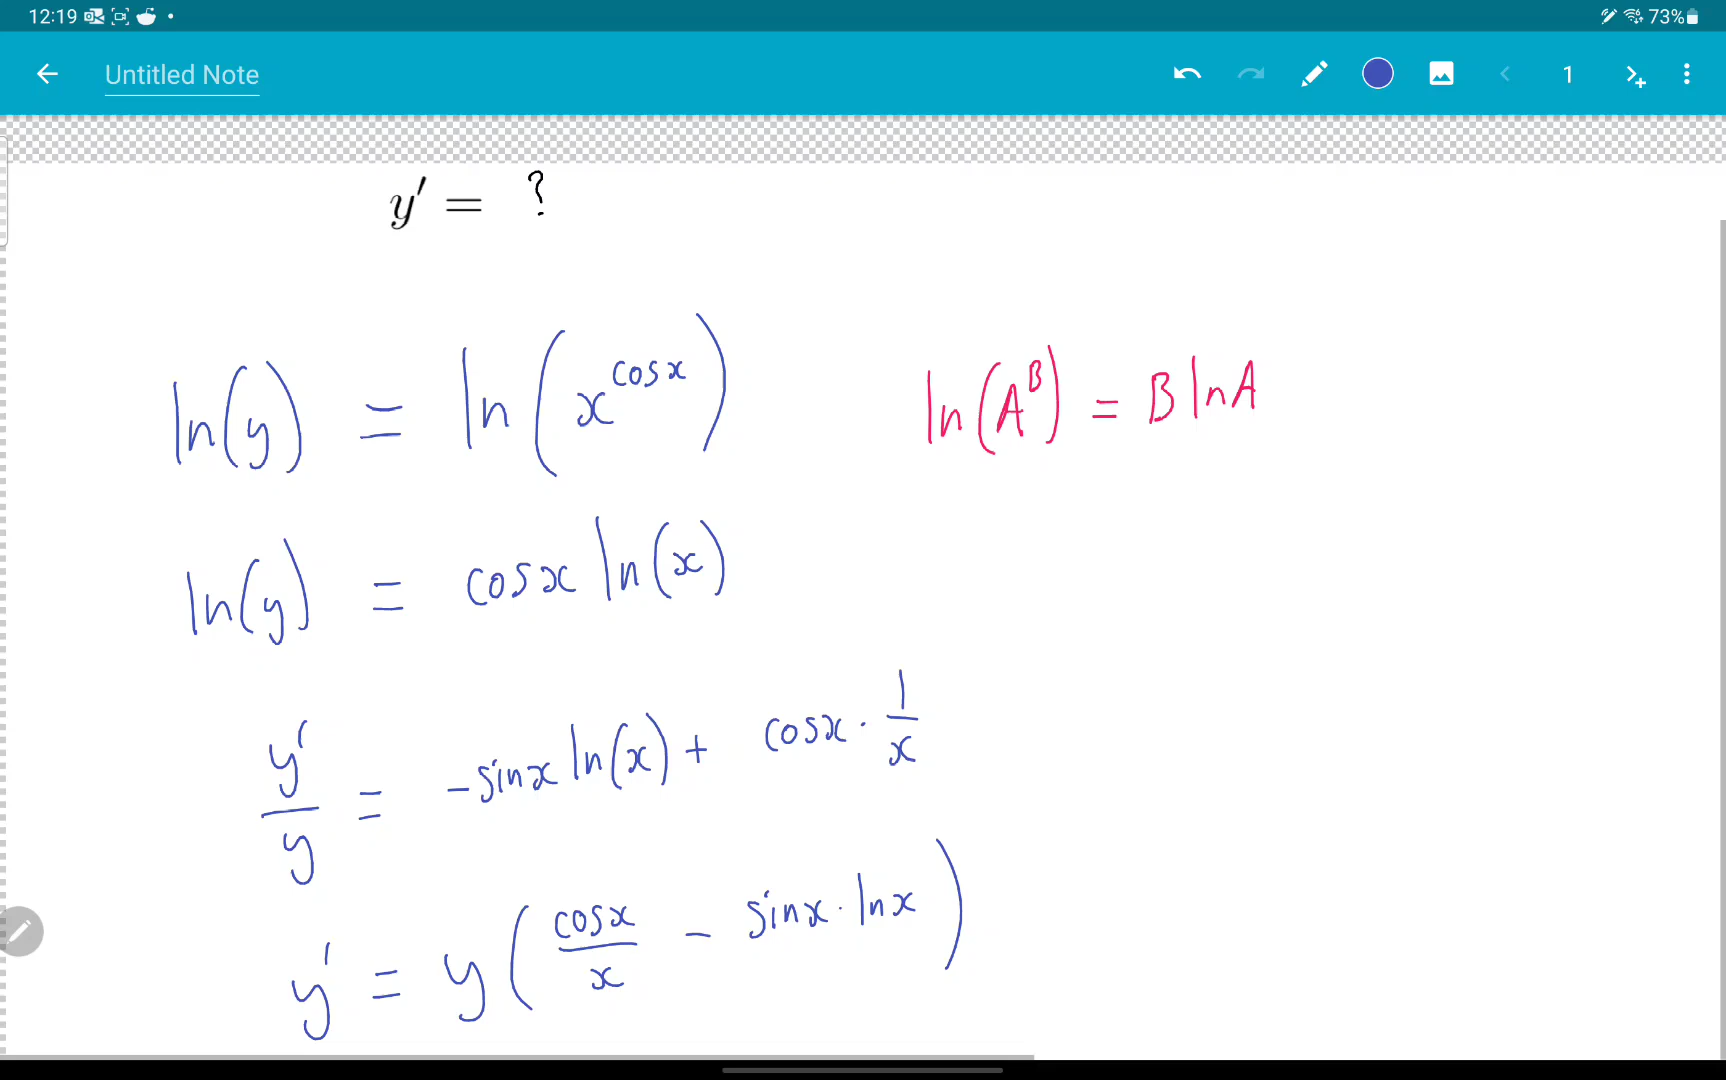 12:19 73%
Untitled Note 1
y′ = ?
ln(y) = ln(x^cosx) ln(A^B) = B lnA
ln(y) = cosx ln(x)
y'/y = -sinx ln(x) + cosx · 1/x
y' = y(cosx/x - sinx · lnx)